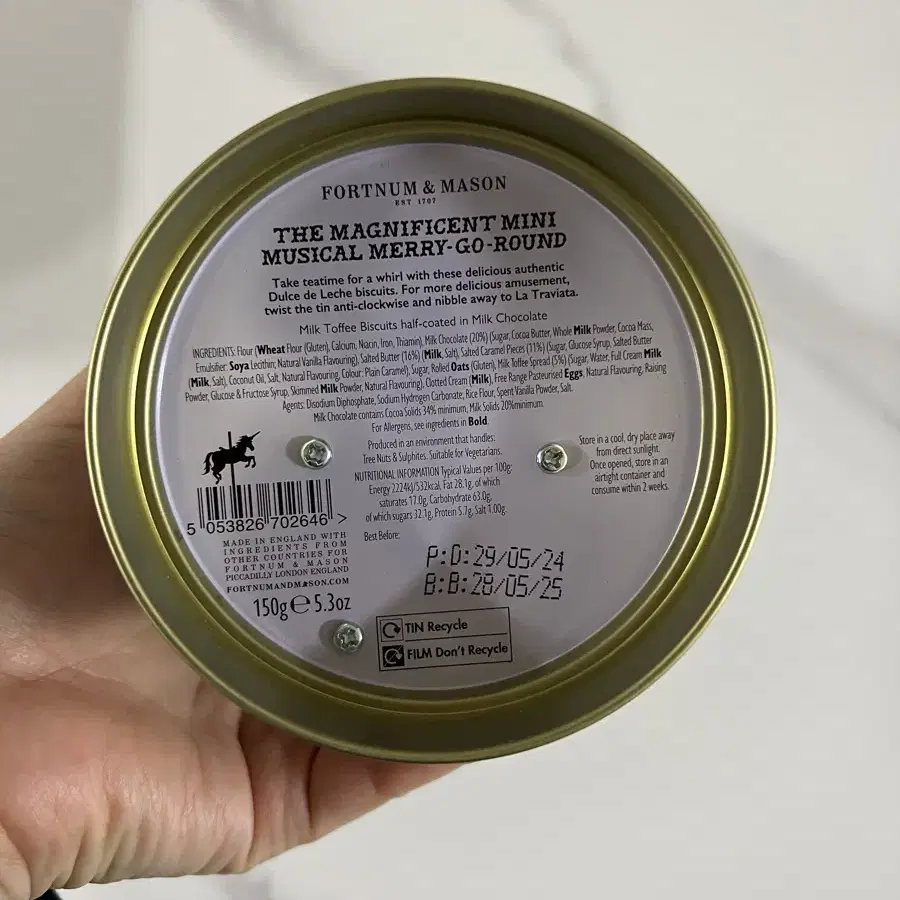 FORTNUM & MASON
EST 1707
THE MAGNIFICENT MINI
MUSICAL MERRY-GO-ROUND
Take teatime for a whirl with these delicious authentic
Dulce de Leche biscuits. For more delicious amusement,
twist the tin anti-clockwise and nibble away to La Traviata.
Milk Toffee Biscuits half-coated in Milk Chocolate
INGREDIENTS: Flour (Wheat Flour (Gluten), Calcium, Niacin, Iron, Thiamin), Milk Chocolate (20%) (Sugar, Cocoa Butter, Whole Milk Powder, Cocoa Mass,
Emulsifier: Soya Lecithin; Natural Vanilla Flavouring), Salted Butter (16%) (Milk, Salt), Salted Caramel Pieces (11%) (Sugar, Glucose Syrup, Salted Butter
(Milk, Salt), Coconut Oil, Salt, Natural Flavouring, Colour: Plain Caramel), Sugar, Rolled Oats (Gluten), Milk Toffee Spread (5%) (Sugar, Water, Full Cream Milk
Powder, Glucose & Fructose Syrup, Skimmed Milk Powder, Natural Flavouring), Clotted Cream (Milk), Free Range Pasteurised Eggs, Natural Flavouring, Raising
Agents: Disodium Diphosphate, Sodium Hydrogen Carbonate; Rice Flour, Spent Vanilla Powder, Salt.
Milk Chocolate contains Cocoa Solids 34% minimum, Milk Solids 20%minimum.
For Allergens, see ingredients in Bold.
Produced in an environment that handles:
Tree Nuts & Sulphites. Suitable for Vegetarians.
NUTRITIONAL INFORMATION Typical Values per 100g:
Energy 2224kJ/532kcal, Fat 28.1g, of which
saturates 17.0g, Carbohydrate 63.0g,
of which sugars 32.1g, Protein 5.7g, Salt 1.00g.
Store in a cool, dry place away
from direct sunlight.
Once opened, store in an
airtight container and
consume within 2 weeks.
5 053826 702646 >
MADE IN ENGLAND WITH
INGREDIENTS FROM
OTHER COUNTRIES FOR
FORTNUM & MASON
PICCADILLY LONDON ENGLAND
FORTNUMANDMASON.COM
150g e 5.3oz
Best Before:
P:D:29/05/24
B:B:28/05/25
TIN Recycle
FILM Don't Recycle